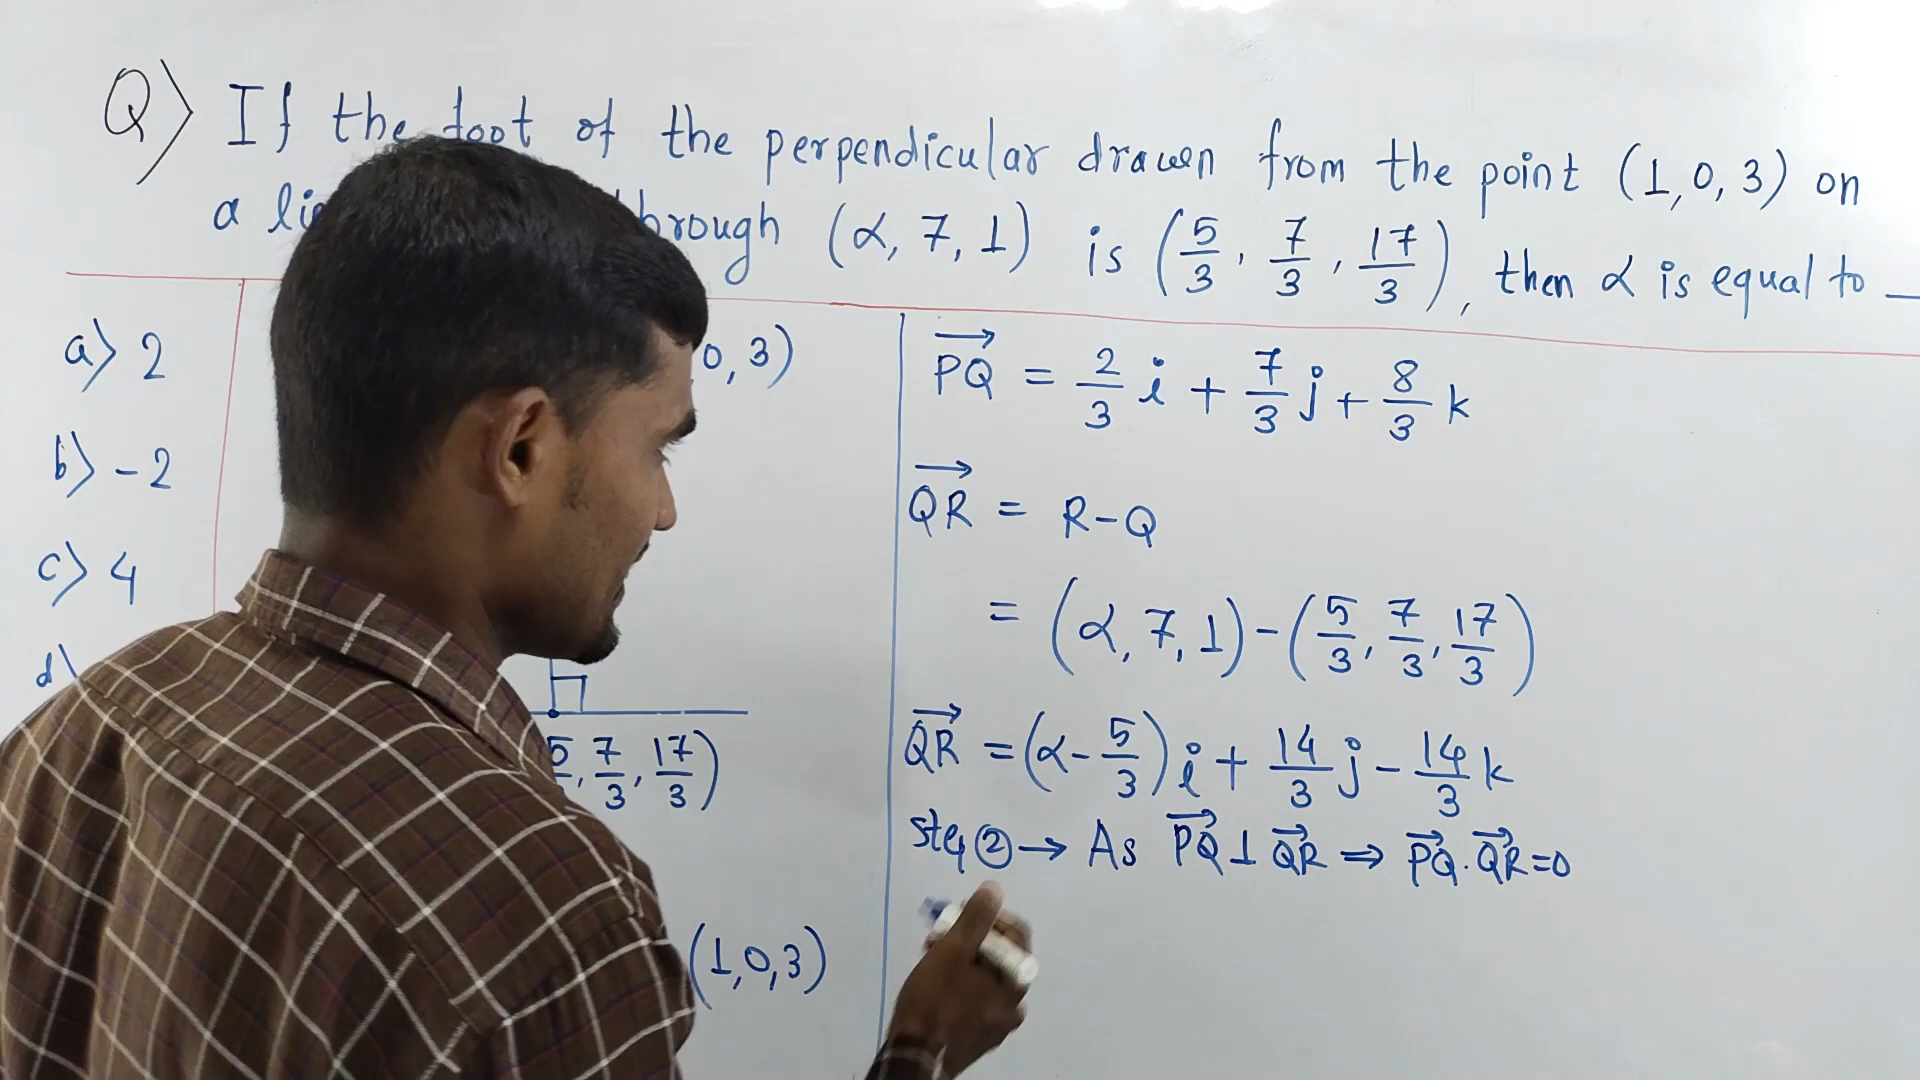 Q) If the foot of the perpendicular drawn from the point (1, 0, 3) on
a through (α, 7, 1) is (5/3, 7/3, 17/3), then α is equal to _
a) 2
b) -2
c) 4
d)
0, 3)
5, 7/3, 17/3)
(1,0,3)
PQ⃗ = 2/3 i + 7/3 j + 8/3 k
QR⃗ = R-Q
= (α, 7, 1) - (5/3, 7/3, 17/3)
QR⃗ = (α - 5/3) i + 14/3 j - 14/3 k
② → As PQ⃗ ⊥ QR⃗ ⇒ PQ⃗ . QR⃗ = 0